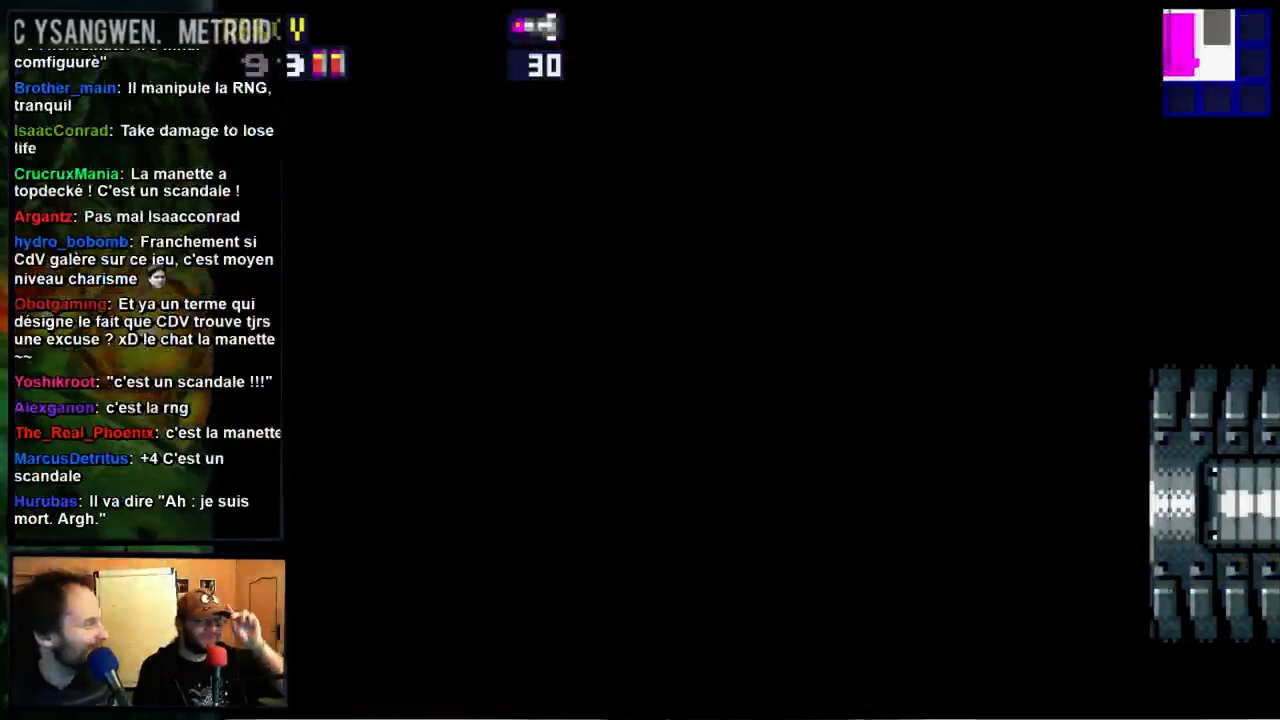 C YSANGWEN. METROID
comfiguurè"
Brother_main: Il manipule la RNG,
tranquil
IsaacConrad: Take damage to lose
life
CrucruxMania: La manette a
topdecké ! C'est un scandale !
Argantz: Pas mal Isaacconrad
hydro_bobomb: Franchement si
CdV galère sur ce jeu, c'est moyen
niveau charisme
Obotgaming: Et ya un terme qui
désigne le fait que CDV trouve tjrs
une excuse ? xD le chat la manette
~~
Yoshikroot: "c'est un scandale !!!"
Alexganon: c'est la rng
The_Real_Phoenix: c'est la manette
MarcusDetritus: +4 C'est un
scandale
Hurubas: Il va dire "Ah : je suis
mort. Argh."
Y
99
30